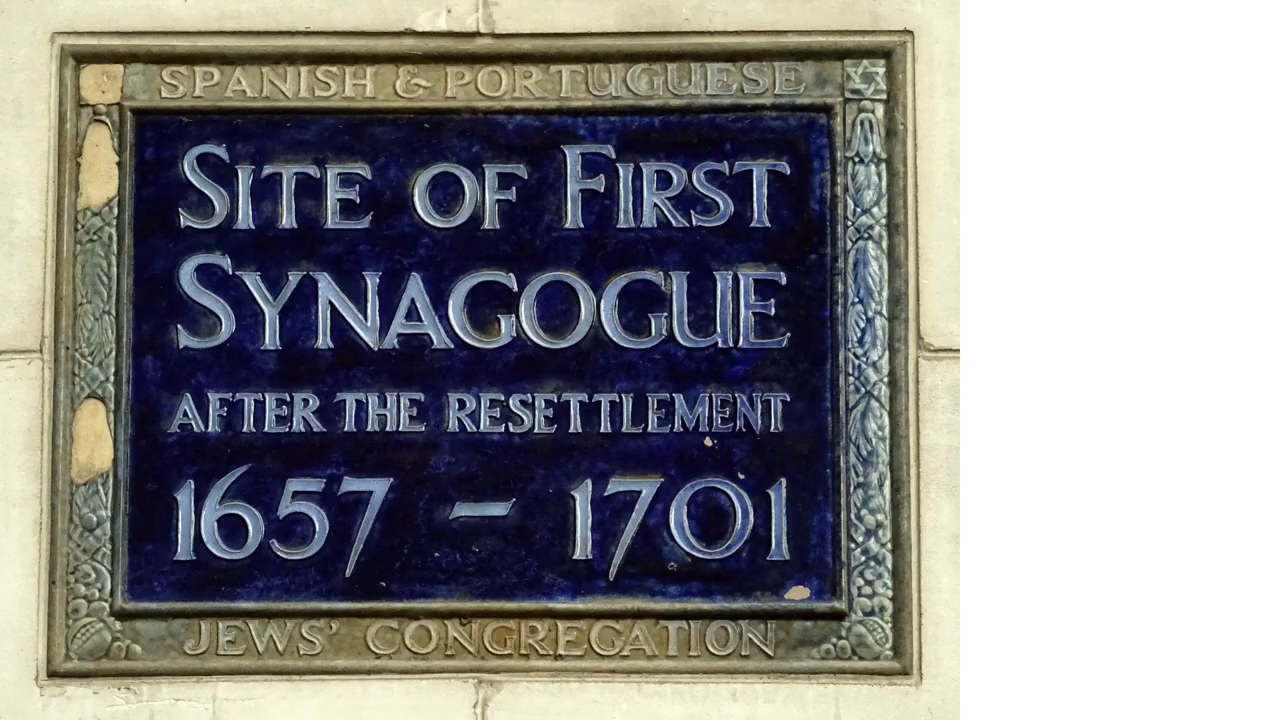 SPANISH & PORTUGUESE
SITE OF FIRST
SYNAGOGUE
AFTER THE RESETTLEMENT
1657 – 1701
JEWS' CONGREGATION